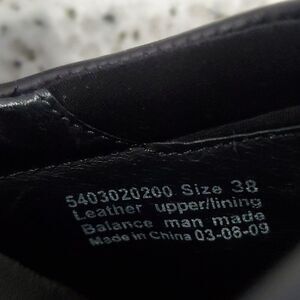 5403020200 Size 38
Leather upper/lining
Balance man made
Made in China 03-08-09